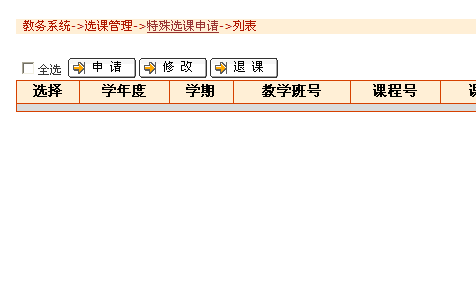 教务系统->选课管理->特殊选课申请->列表
全选 申 请 修 改 退 课
选择 学年度 学期 教学班号 课程号